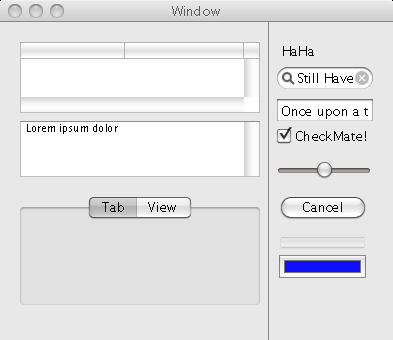 Window
HaHa
Still Have
Once upon a t
CheckMate!
Lorem ipsum dolor
Tab View
Cancel